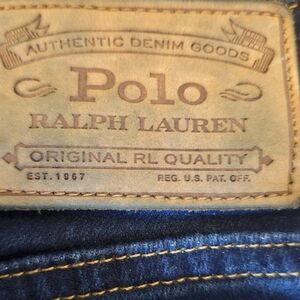 AUTHENTIC DENIM GOODS
Polo
RALPH LAUREN
ORIGINAL RL QUALITY
EST. 1967 REG. U.S. PAT. OFF.